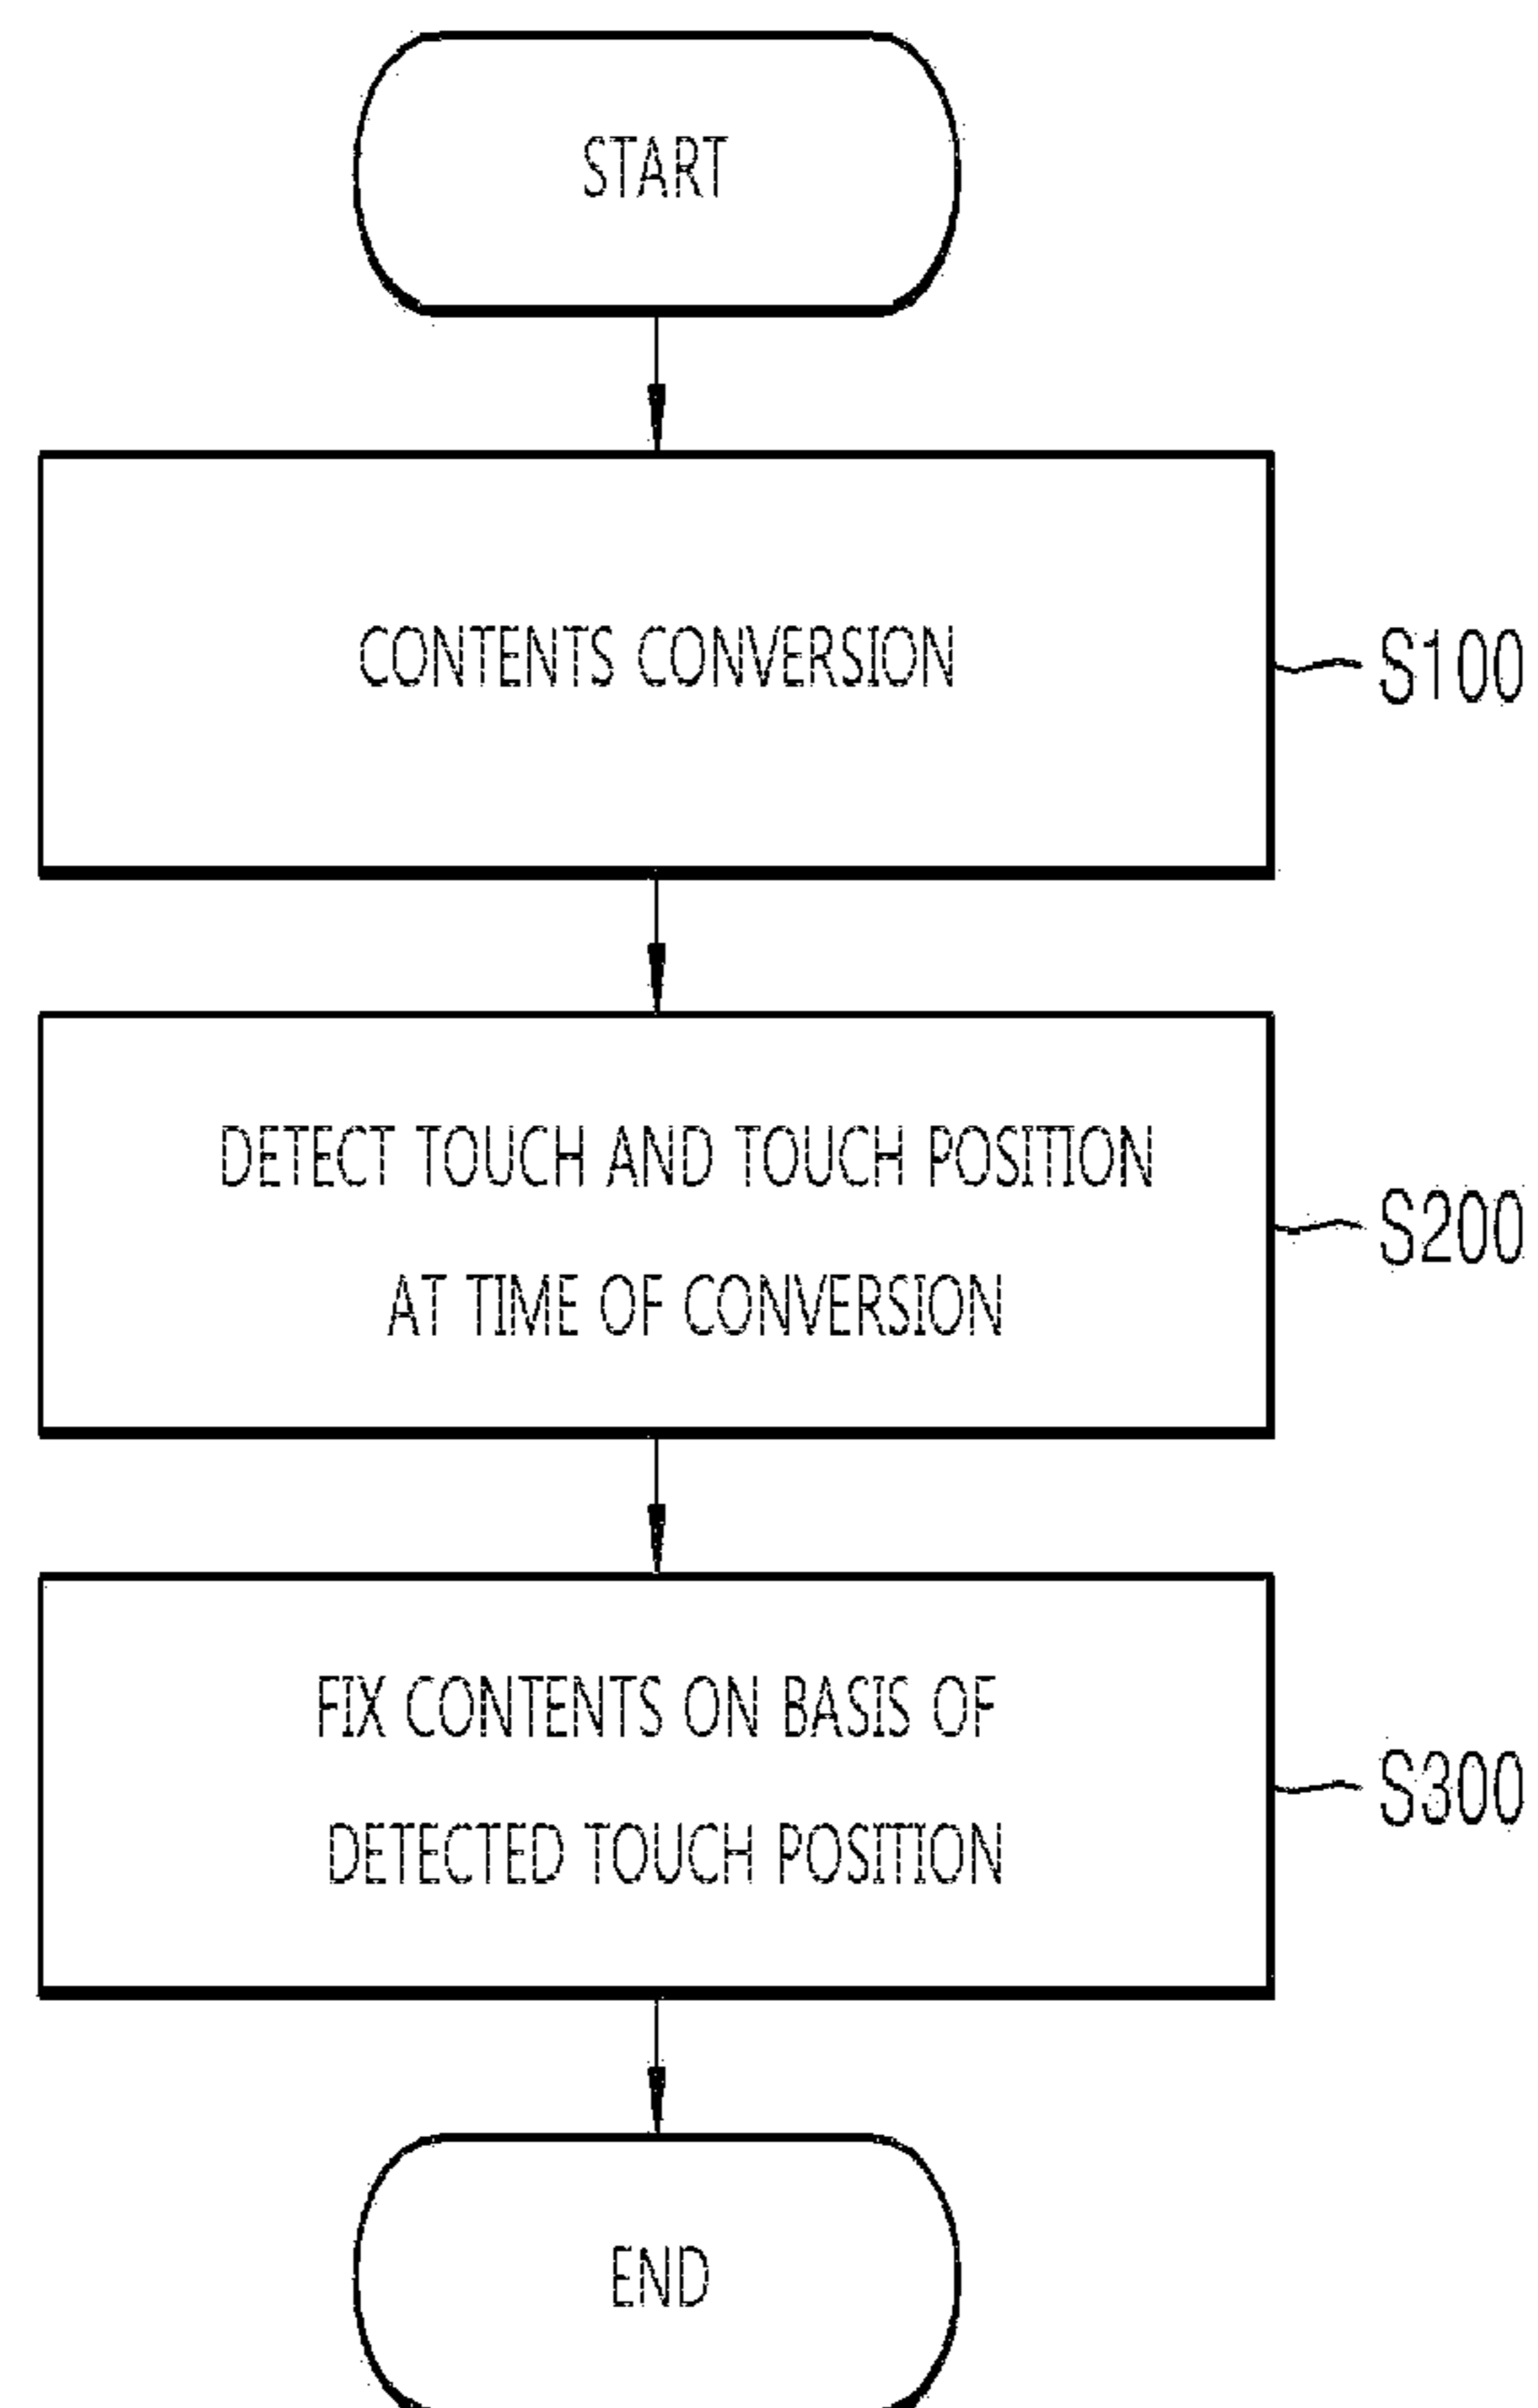 START
CONTENTS CONVERSION
S100
DETECT TOUCH AND TOUCH POSITION
AT TIME OF CONVERSION
S200
FIX CONTENTS ON BASIS OF
DETECTED TOUCH POSITION
S300
END